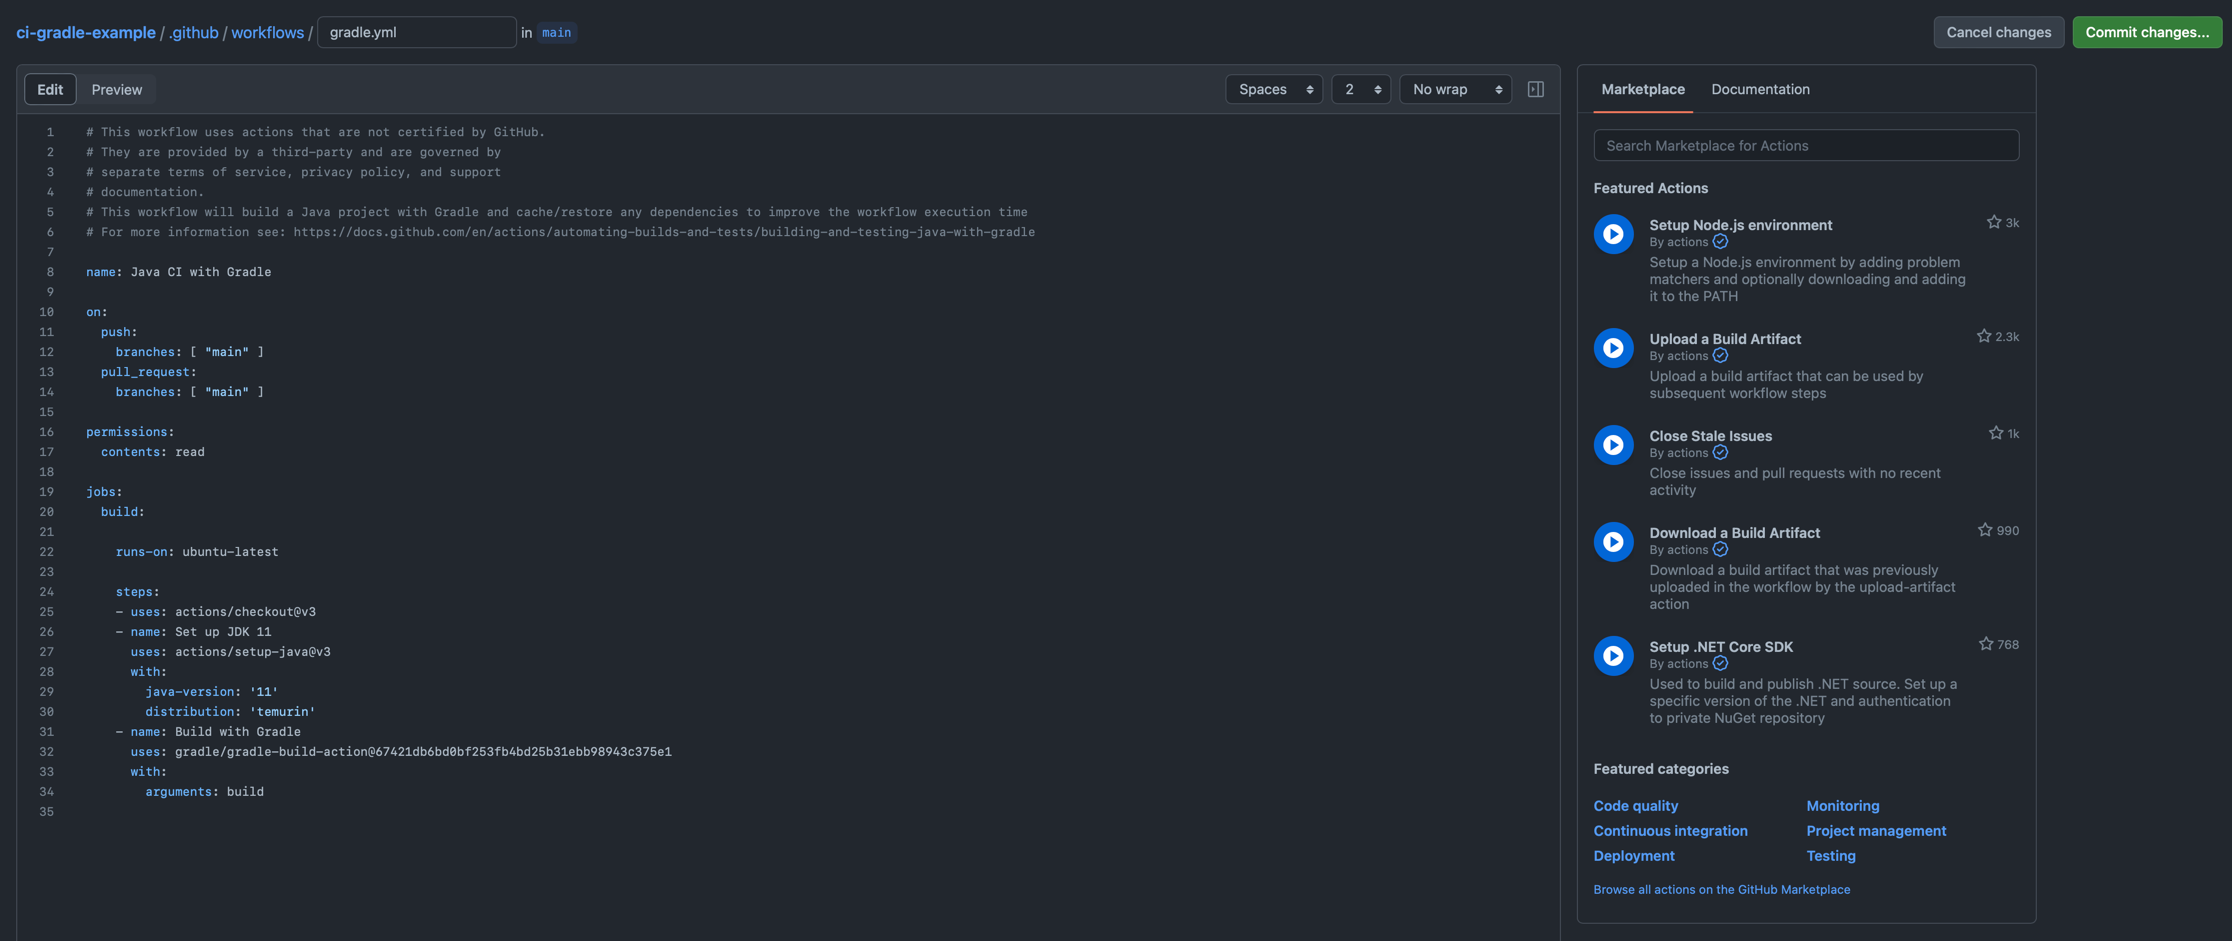 ci-gradle-example / .github / workflows / gradle.yml in main
Cancel changes
Commit changes...
Edit
Preview
Spaces
2
No wrap
1 # This workflow uses actions that are not certified by GitHub.
2 # They are provided by a third-party and are governed by
3 # separate terms of service, privacy policy, and support
4 # documentation.
5 # This workflow will build a Java project with Gradle and cache/restore any dependencies to improve the workflow execution time
6 # For more information see: https://docs.github.com/en/actions/automating-builds-and-tests/building-and-testing-java-with-gradle
7
8 name: Java CI with Gradle
9
10 on:
11   push:
12     branches: [ "main" ]
13   pull_request:
14     branches: [ "main" ]
15
16 permissions:
17   contents: read
18
19 jobs:
20   build:
21
22     runs-on: ubuntu-latest
23
24     steps:
25     - uses: actions/checkout@v3
26     - name: Set up JDK 11
27       uses: actions/setup-java@v3
28       with:
29         java-version: '11'
30         distribution: 'temurin'
31     - name: Build with Gradle
32       uses: gradle/gradle-build-action@67421db6bd0bf253fb4bd25b31ebb98943c375e1
33       with:
34         arguments: build
35
Marketplace
Documentation
Search Marketplace for Actions
Featured Actions
Setup Node.js environment
3k
By actions
Setup a Node.js environment by adding problem
matchers and optionally downloading and adding
it to the PATH
Upload a Build Artifact
2.3k
By actions
Upload a build artifact that can be used by
subsequent workflow steps
Close Stale Issues
1k
By actions
Close issues and pull requests with no recent
activity
Download a Build Artifact
990
By actions
Download a build artifact that was previously
uploaded in the workflow by the upload-artifact
action
Setup .NET Core SDK
768
By actions
Used to build and publish .NET source. Set up a
specific version of the .NET and authentication
to private NuGet repository
Featured categories
Code quality
Monitoring
Continuous integration
Project management
Deployment
Testing
Browse all actions on the GitHub Marketplace